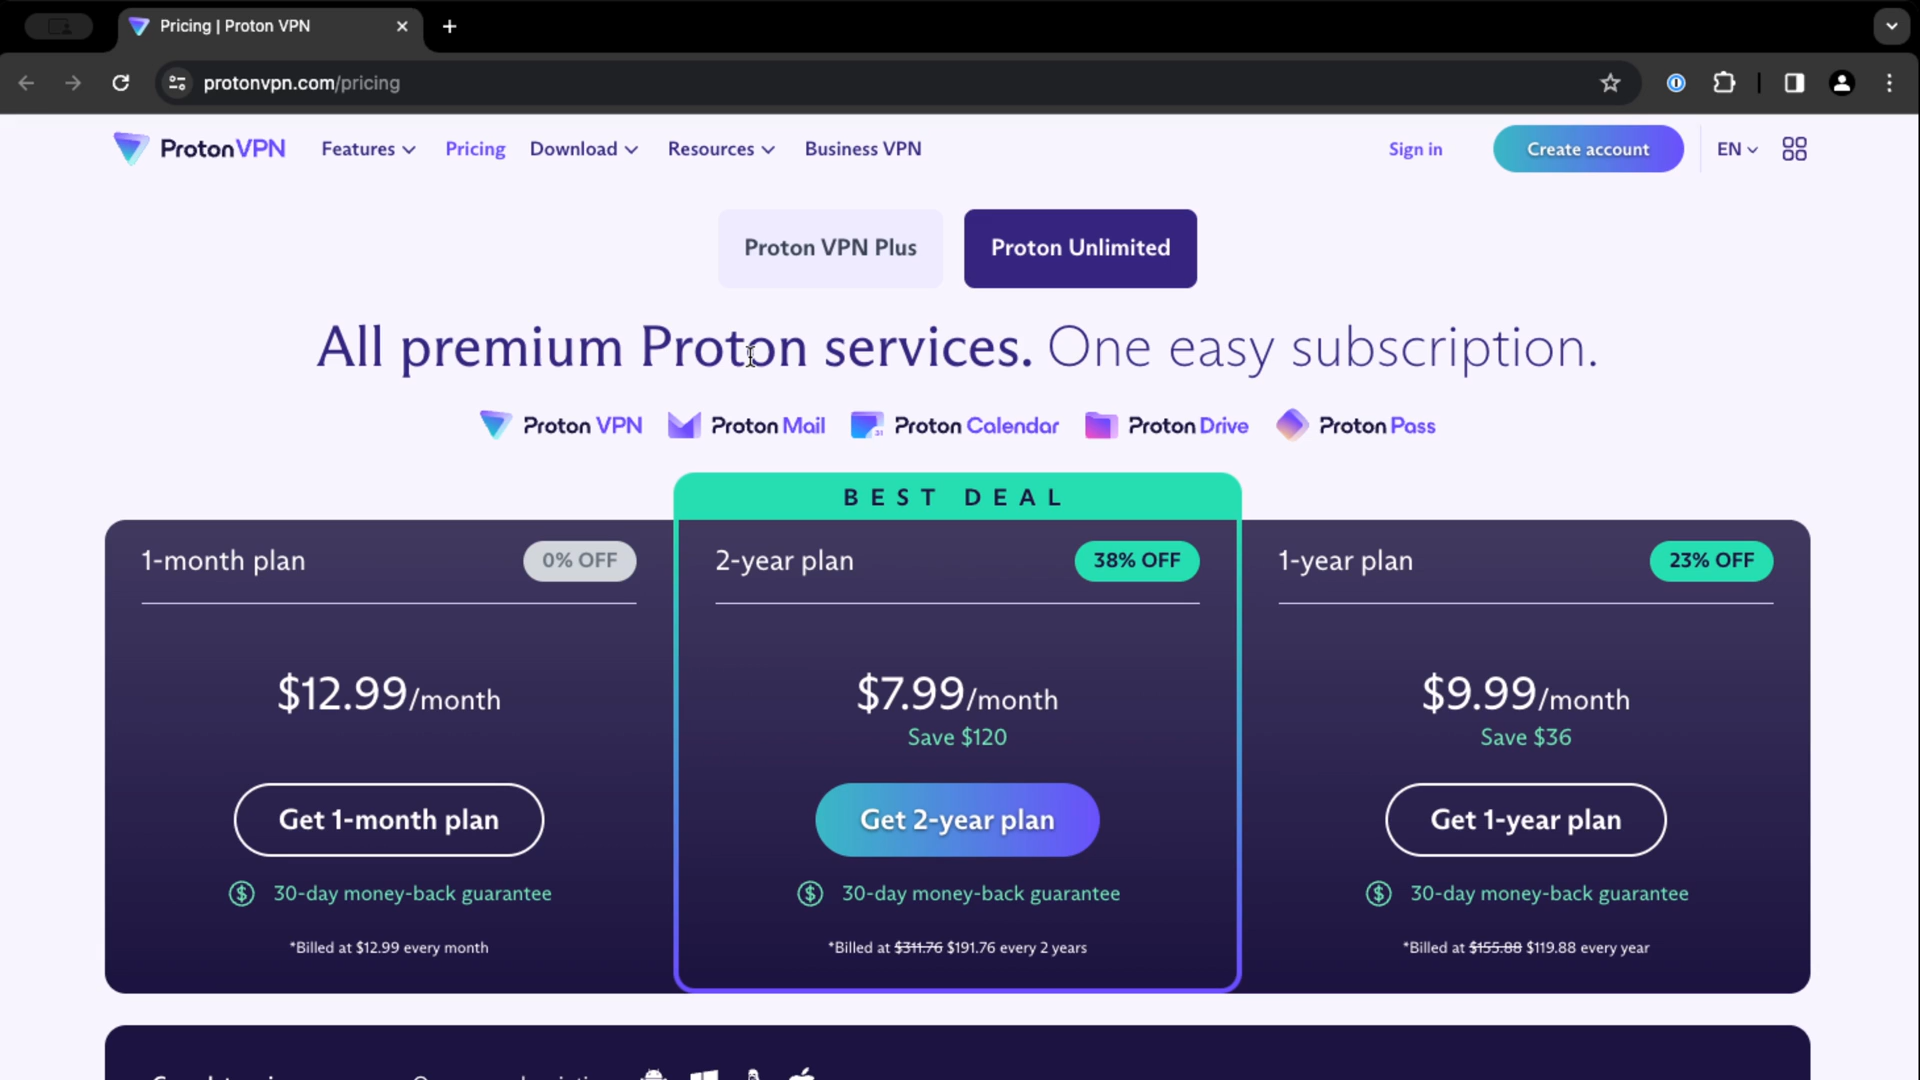 Pricing | Proton VPN
protonvpn.com/pricing
Proton VPN
Features
Pricing
Download
Resources
Business VPN
Sign in
Create account
EN
Proton VPN Plus
Proton Unlimited
All premium Proton services. One easy subscription.
Proton VPN
Proton Mail
31
Proton Calendar
Proton Drive
Proton Pass
BEST DEAL
1-month plan
0% OFF
$12.99/month
Get 1-month plan
30-day money-back guarantee
*Billed at $12.99 every month
2-year plan
38% OFF
$7.99/month
Save $120
Get 2-year plan
30-day money-back guarantee
*Billed at $311.76 $191.76 every 2 years
1-year plan
23% OFF
$9.99/month
Save $36
Get 1-year plan
30-day money-back guarantee
*Billed at $155.88 $119.88 every year